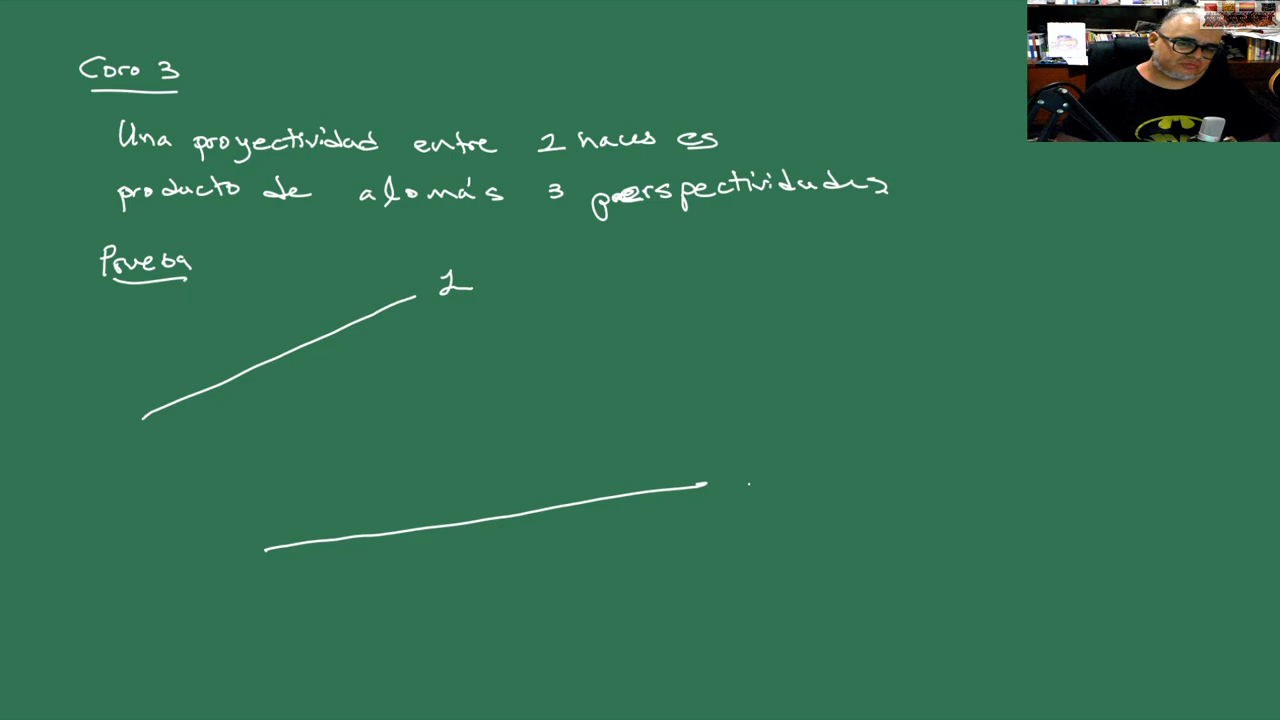 Coro 3
Una proyectividad entre 2 haces es
producto de a lo más 3 perspectividades
Prueba
L